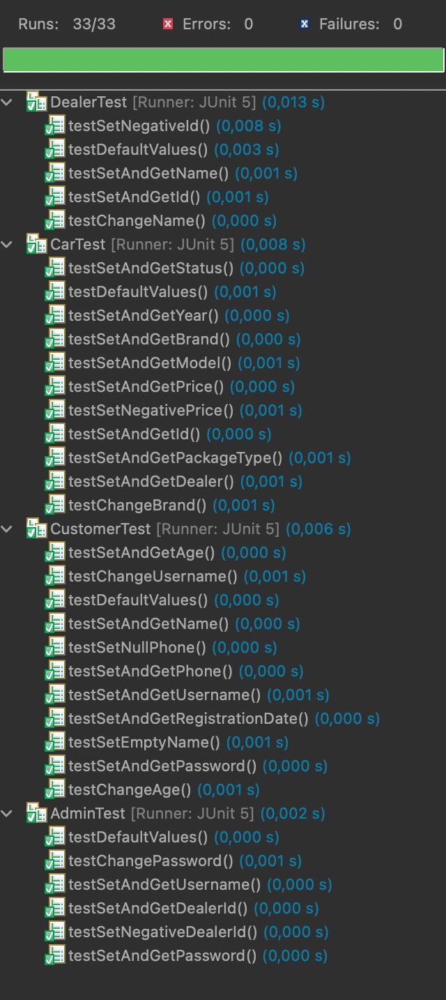 Runs: 33/33 Errors: 0 Failures: 0
DealerTest [Runner: JUnit 5] (0,013 s)
testSetNegativeId() (0,008 s)
testDefaultValues() (0,003 s)
testSetAndGetName() (0,001 s)
testSetAndGetId() (0,001 s)
testChangeName() (0,000 s)
CarTest [Runner: JUnit 5] (0,008 s)
testSetAndGetStatus() (0,000 s)
testDefaultValues() (0,001 s)
testSetAndGetYear() (0,000 s)
testSetAndGetBrand() (0,000 s)
testSetAndGetModel() (0,001 s)
testSetAndGetPrice() (0,000 s)
testSetNegativePrice() (0,001 s)
testSetAndGetId() (0,000 s)
testSetAndGetPackageType() (0,001 s)
testSetAndGetDealer() (0,001 s)
testChangeBrand() (0,001 s)
CustomerTest [Runner: JUnit 5] (0,006 s)
testSetAndGetAge() (0,000 s)
testChangeUsername() (0,001 s)
testDefaultValues() (0,000 s)
testSetAndGetName() (0,000 s)
testSetNullPhone() (0,000 s)
testSetAndGetPhone() (0,000 s)
testSetAndGetUsername() (0,001 s)
testSetAndGetRegistrationDate() (0,000 s)
testSetEmptyName() (0,001 s)
testSetAndGetPassword() (0,000 s)
testChangeAge() (0,001 s)
AdminTest [Runner: JUnit 5] (0,002 s)
testDefaultValues() (0,000 s)
testChangePassword() (0,001 s)
testSetAndGetUsername() (0,000 s)
testSetAndGetDealerId() (0,000 s)
testSetNegativeDealerId() (0,000 s)
testSetAndGetPassword() (0,000 s)